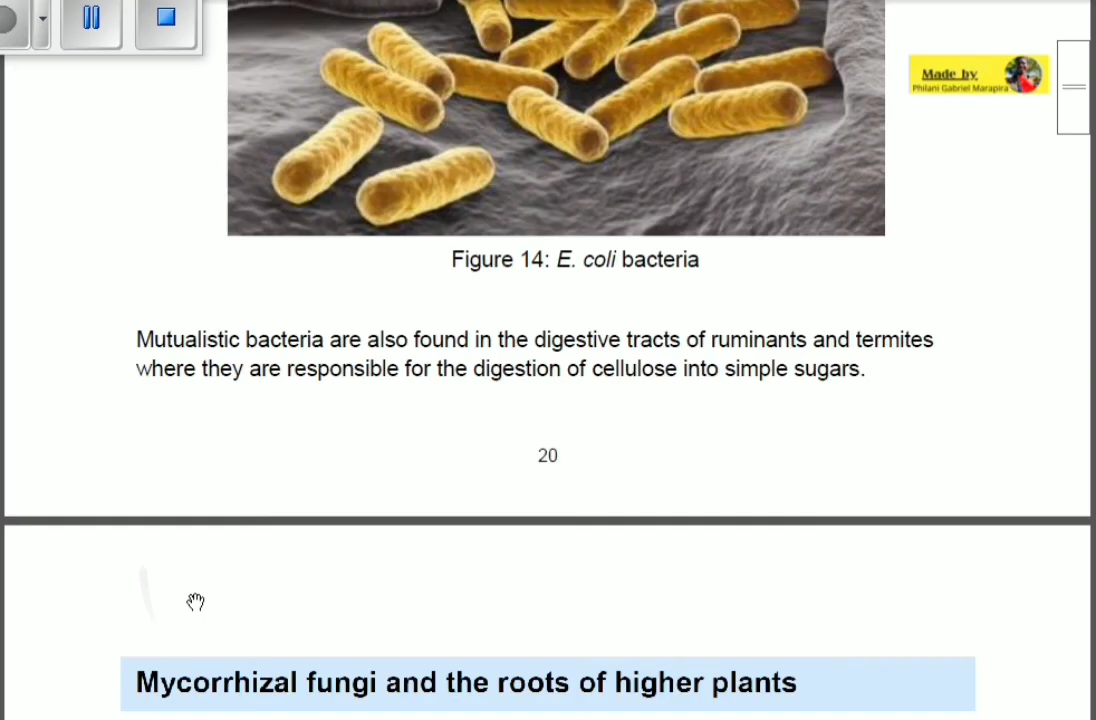 Made by
Philani Gabriel Marapira
Figure 14: E. coli bacteria
Mutualistic bacteria are also found in the digestive tracts of ruminants and termites
where they are responsible for the digestion of cellulose into simple sugars.
20
Mycorrhizal fungi and the roots of higher plants